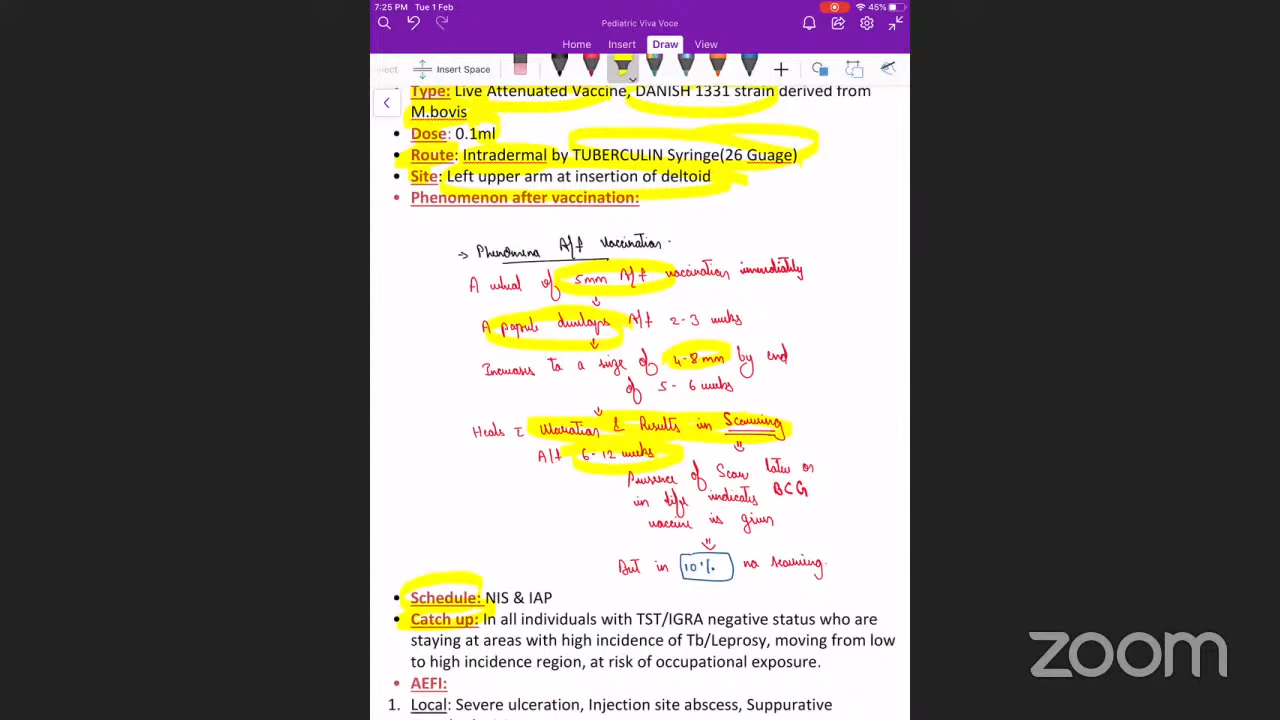 7:25 PM Tue 1 Feb
45%
Pediatric Viva Voce
Home Insert Draw View
Insert Space
Type: Live Attenuated Vaccine, DANISH 1331 strain derived from
M.bovis
Dose: 0.1ml
Route: Intradermal by TUBERCULIN Syringe(26 Guage)
Site: Left upper arm at insertion of deltoid
Phenomenon after vaccination:
→ Phenomena A/f vaccination.
A wheal of 5mm A/f vaccination immediately
A papule develops A/f 2-3 weeks
Increases to a size of 4-8 mm by end
of 5-6 weeks
Heals c Ulceration & Results in Scarring
A/f 6-12 weeks
Presence of Scar later on
in life indicates BCG
vaccine is given
But in 10% no scarring.
Schedule: NIS & IAP
Catch up: In all individuals with TST/IGRA negative status who are
staying at areas with high incidence of Tb/Leprosy, moving from low
to high incidence region, at risk of occupational exposure.
AEFI:
1. Local: Severe ulceration, Injection site abscess, Suppurative
zoom